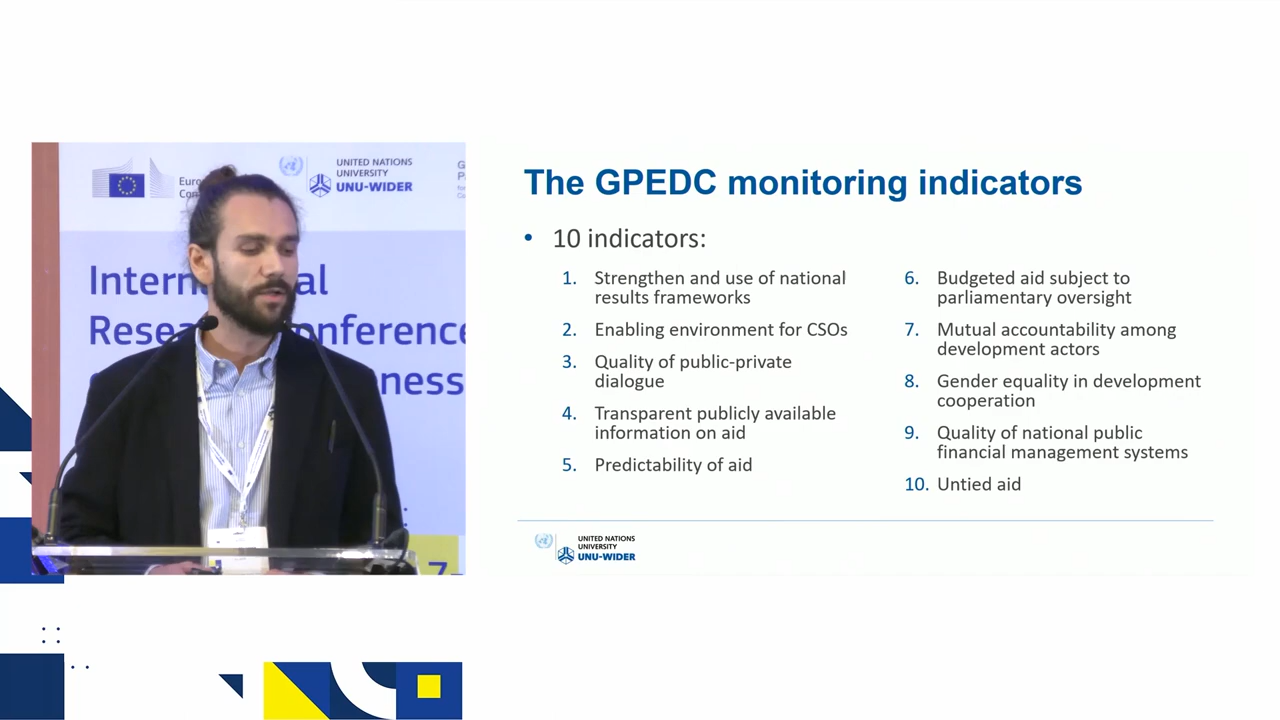 UNITED NATIONS
UNIVERSITY
UNU-WIDER
The GPEDC monitoring indicators
• 10 indicators:
1. Strengthen and use of national
results frameworks
2. Enabling environment for CSOs
3. Quality of public-private
dialogue
4. Transparent publicly available
information on aid
5. Predictability of aid
6. Budgeted aid subject to
parliamentary oversight
7. Mutual accountability among
development actors
8. Gender equality in development
cooperation
9. Quality of national public
financial management systems
10. Untied aid
UNITED NATIONS
UNIVERSITY
UNU-WIDER